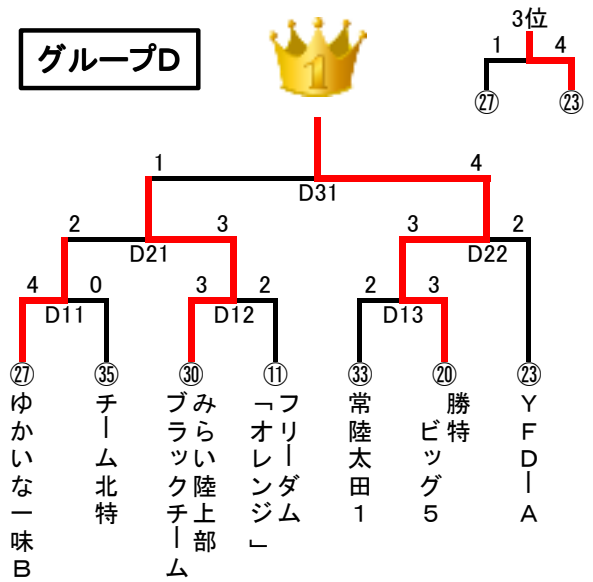 グループD
1
3位
1 4
㉗ ㉓
1 4
D31
2 3 3 2
D21 D22
4 0 3 2 2 3
D11 D12 D13
㉗ ㉟ ㉚ ⑪ ㉝ ⑳ ㉓
ゆかいな一味B
チーム北特
みらい陸上部
ブラックチーム
フリーダム
「オレンジ」
常陸太田1
勝特
ビッグ5
YFD-A